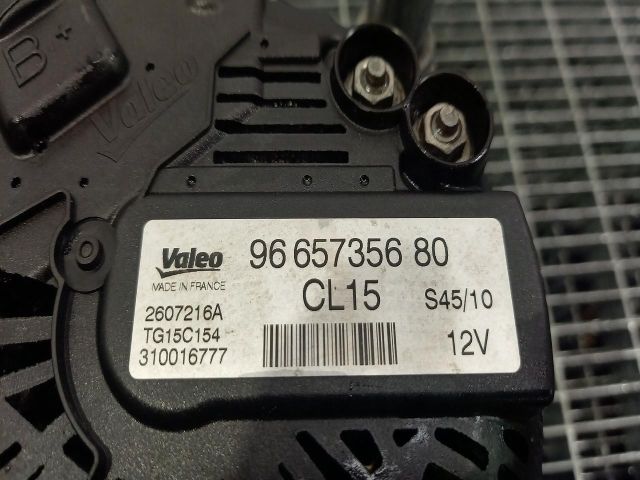 B+
Valeo
Valeo 96 657356 80
MADE IN FRANCE
CL15 S45/10
2607216A
TG15C154
310016777
12V